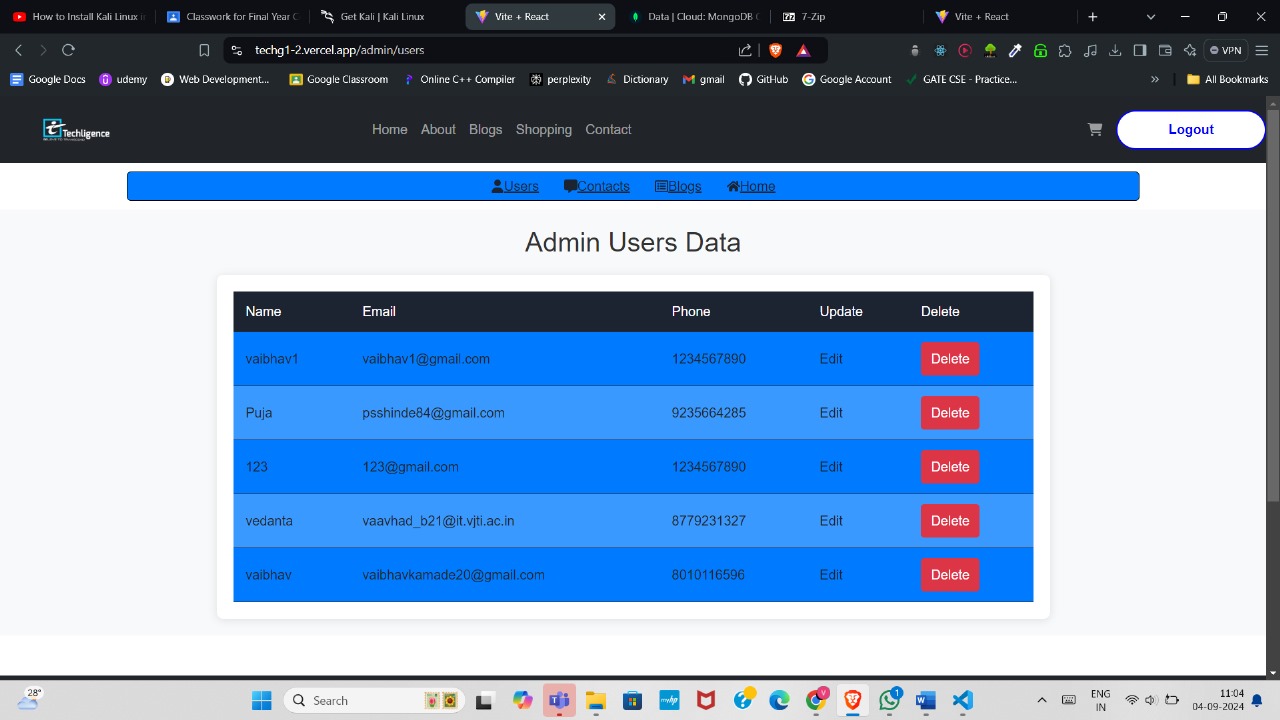 How to Install Kali Linux in
Classwork for Final Year C
Get Kali | Kali Linux
Vite + React
Data | Cloud: MongoDB C
7-Zip
Vite + React
techg1-2.vercel.app/admin/users
VPN
Google Docs
udemy
Web Development...
Google Classroom
Online C++ Compiler
perplexity
Dictionary
gmail
GitHub
Google Account
GATE CSE - Practice...
All Bookmarks
Techligence
Home About Blogs Shopping Contact
Logout
Users Contacts Blogs Home
Admin Users Data
Name Email Phone Update Delete
vaibhav1 vaibhav1@gmail.com 1234567890 Edit Delete
Puja psshinde84@gmail.com 9235664285 Edit Delete
123 123@gmail.com 1234567890 Edit Delete
vedanta vaavhad_b21@it.vjti.ac.in 8779231327 Edit Delete
vaibhav vaibhavkamade20@gmail.com 8010116596 Edit Delete
28°
Search
1
ENG
IN
11:04
04-09-2024